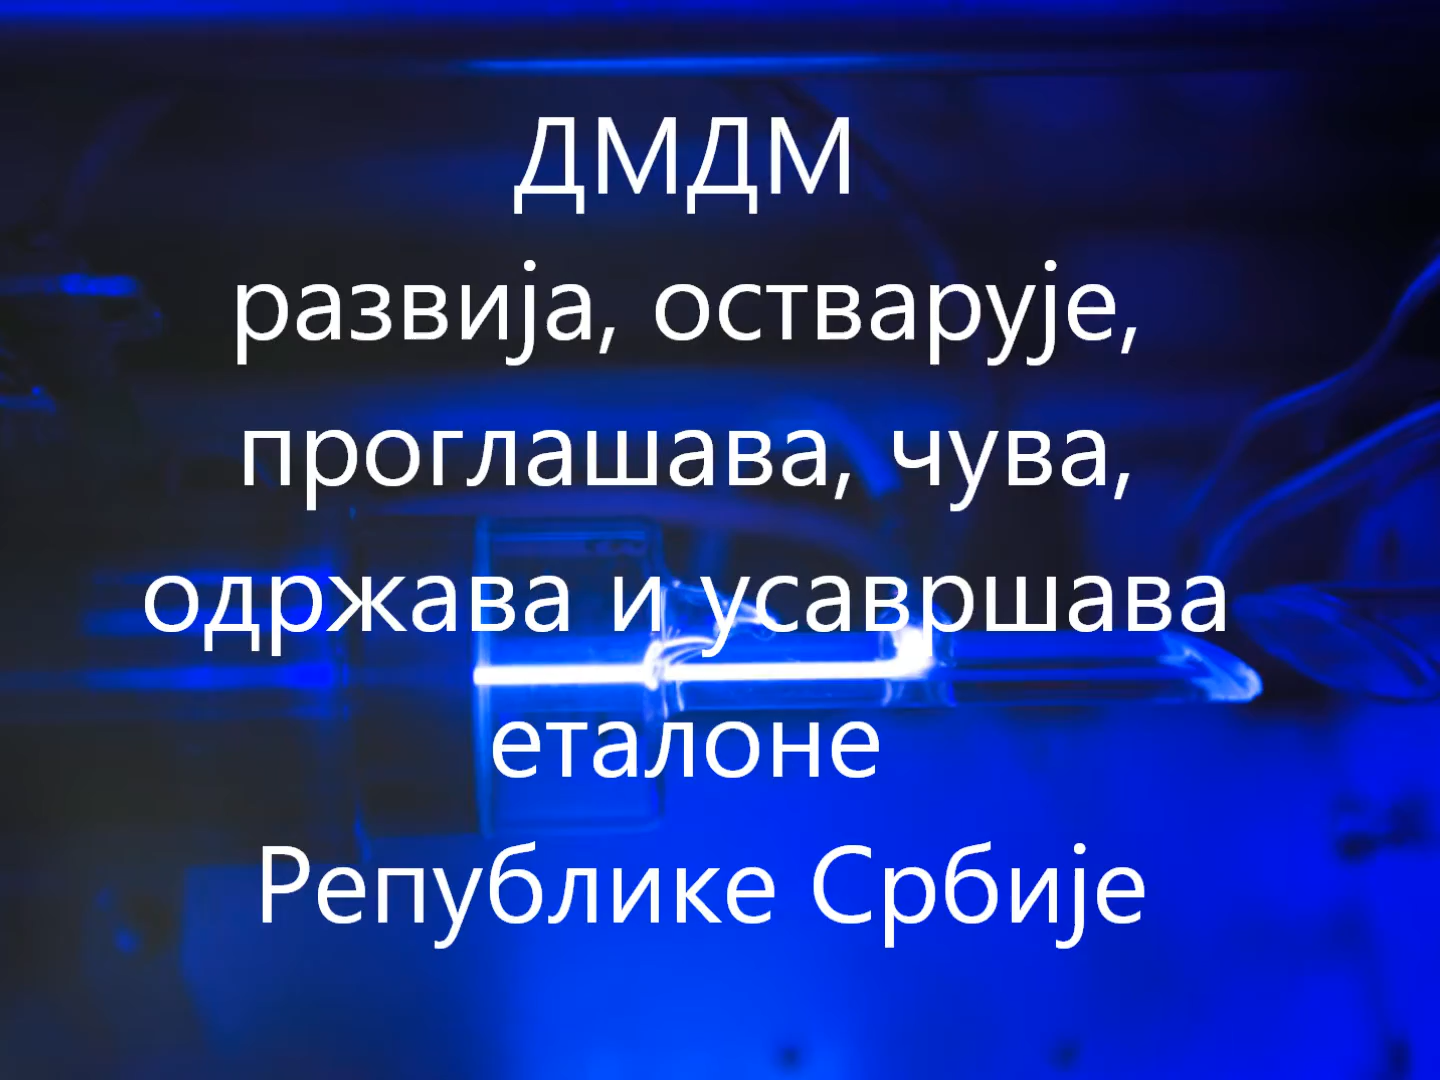 ДМДМ
развија, остварује,
проглашава, чува,
одржава и усавршава
еталоне
Републике Србије